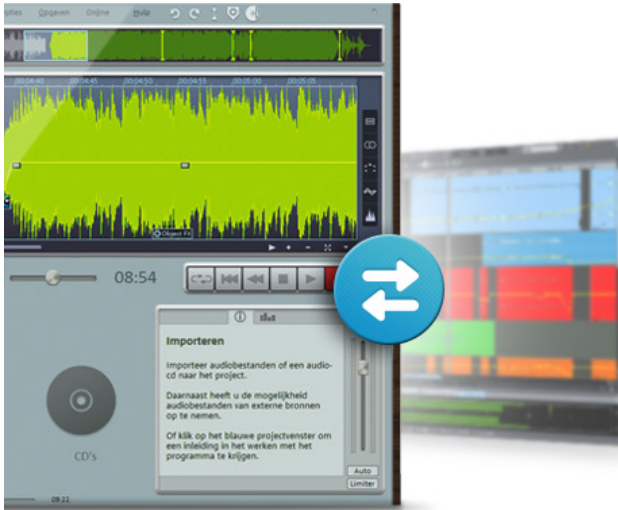 Opties Opgaven Online Hulp
00:04:40 00:04:45 00:04:50 00:04:55 00:05:00 00:05:05
Object FX
08:54
Importeren
Importeer audiobestanden of een audio-
cd naar het project.
Daarnaast heeft u de mogelijkheid
audiobestanden van externe bronnen
op te nemen.
Of klik op het blauwe projectvenster om
een inleiding in het werken met het
programma te krijgen.
CD's
Auto
Limiter
09:22